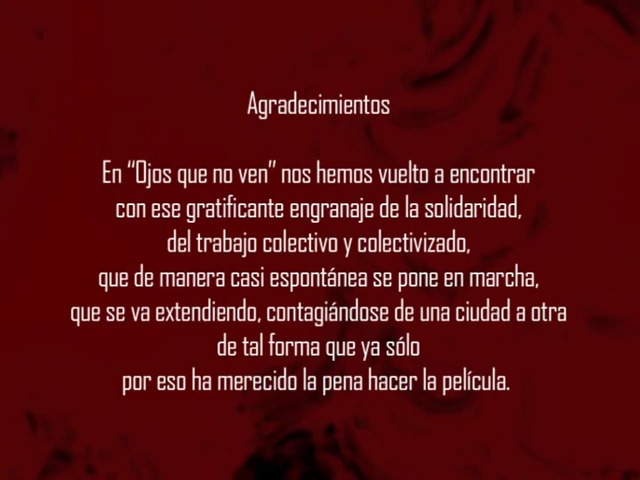 Agradecimientos
En “Ojos que no ven” nos hemos vuelto a encontrar
con ese gratificante engranaje de la solidaridad,
del trabajo colectivo y colectivizado,
que de manera casi espontánea se pone en marcha,
que se va extendiendo, contagiándose de una ciudad a otra
de tal forma que ya sólo
por eso ha merecido la pena hacer la película.